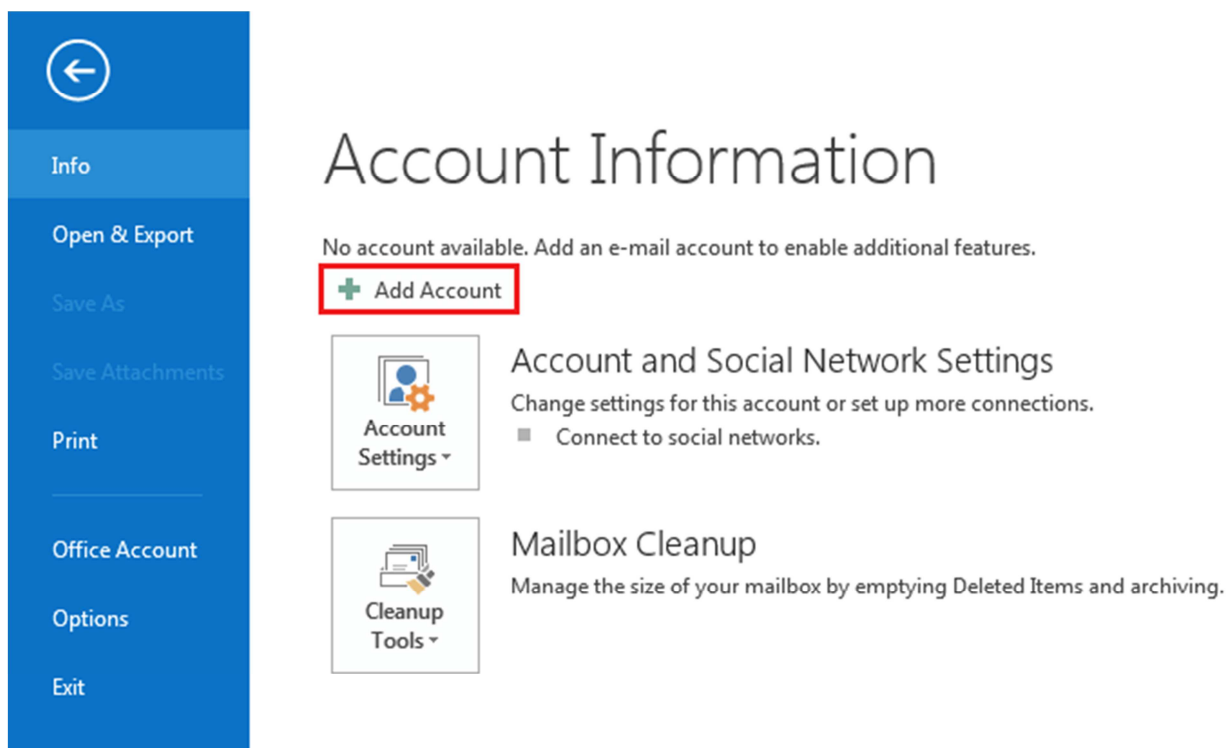 Info
Open & Export
Save As
Save Attachments
Print
Office Account
Options
Exit
Account Information
No account available. Add an e-mail account to enable additional features.
Add Account
Account
Settings
Account and Social Network Settings
Change settings for this account or set up more connections.
Connect to social networks.
Cleanup
Tools
Mailbox Cleanup
Manage the size of your mailbox by emptying Deleted Items and archiving.